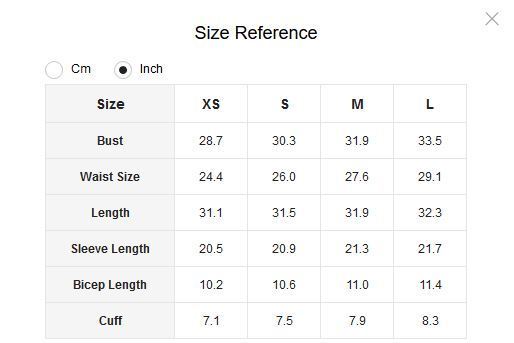 Size Reference
Cm Inch
Size XS S M L
Bust 28.7 30.3 31.9 33.5
Waist Size 24.4 26.0 27.6 29.1
Length 31.1 31.5 31.9 32.3
Sleeve Length 20.5 20.9 21.3 21.7
Bicep Length 10.2 10.6 11.0 11.4
Cuff 7.1 7.5 7.9 8.3